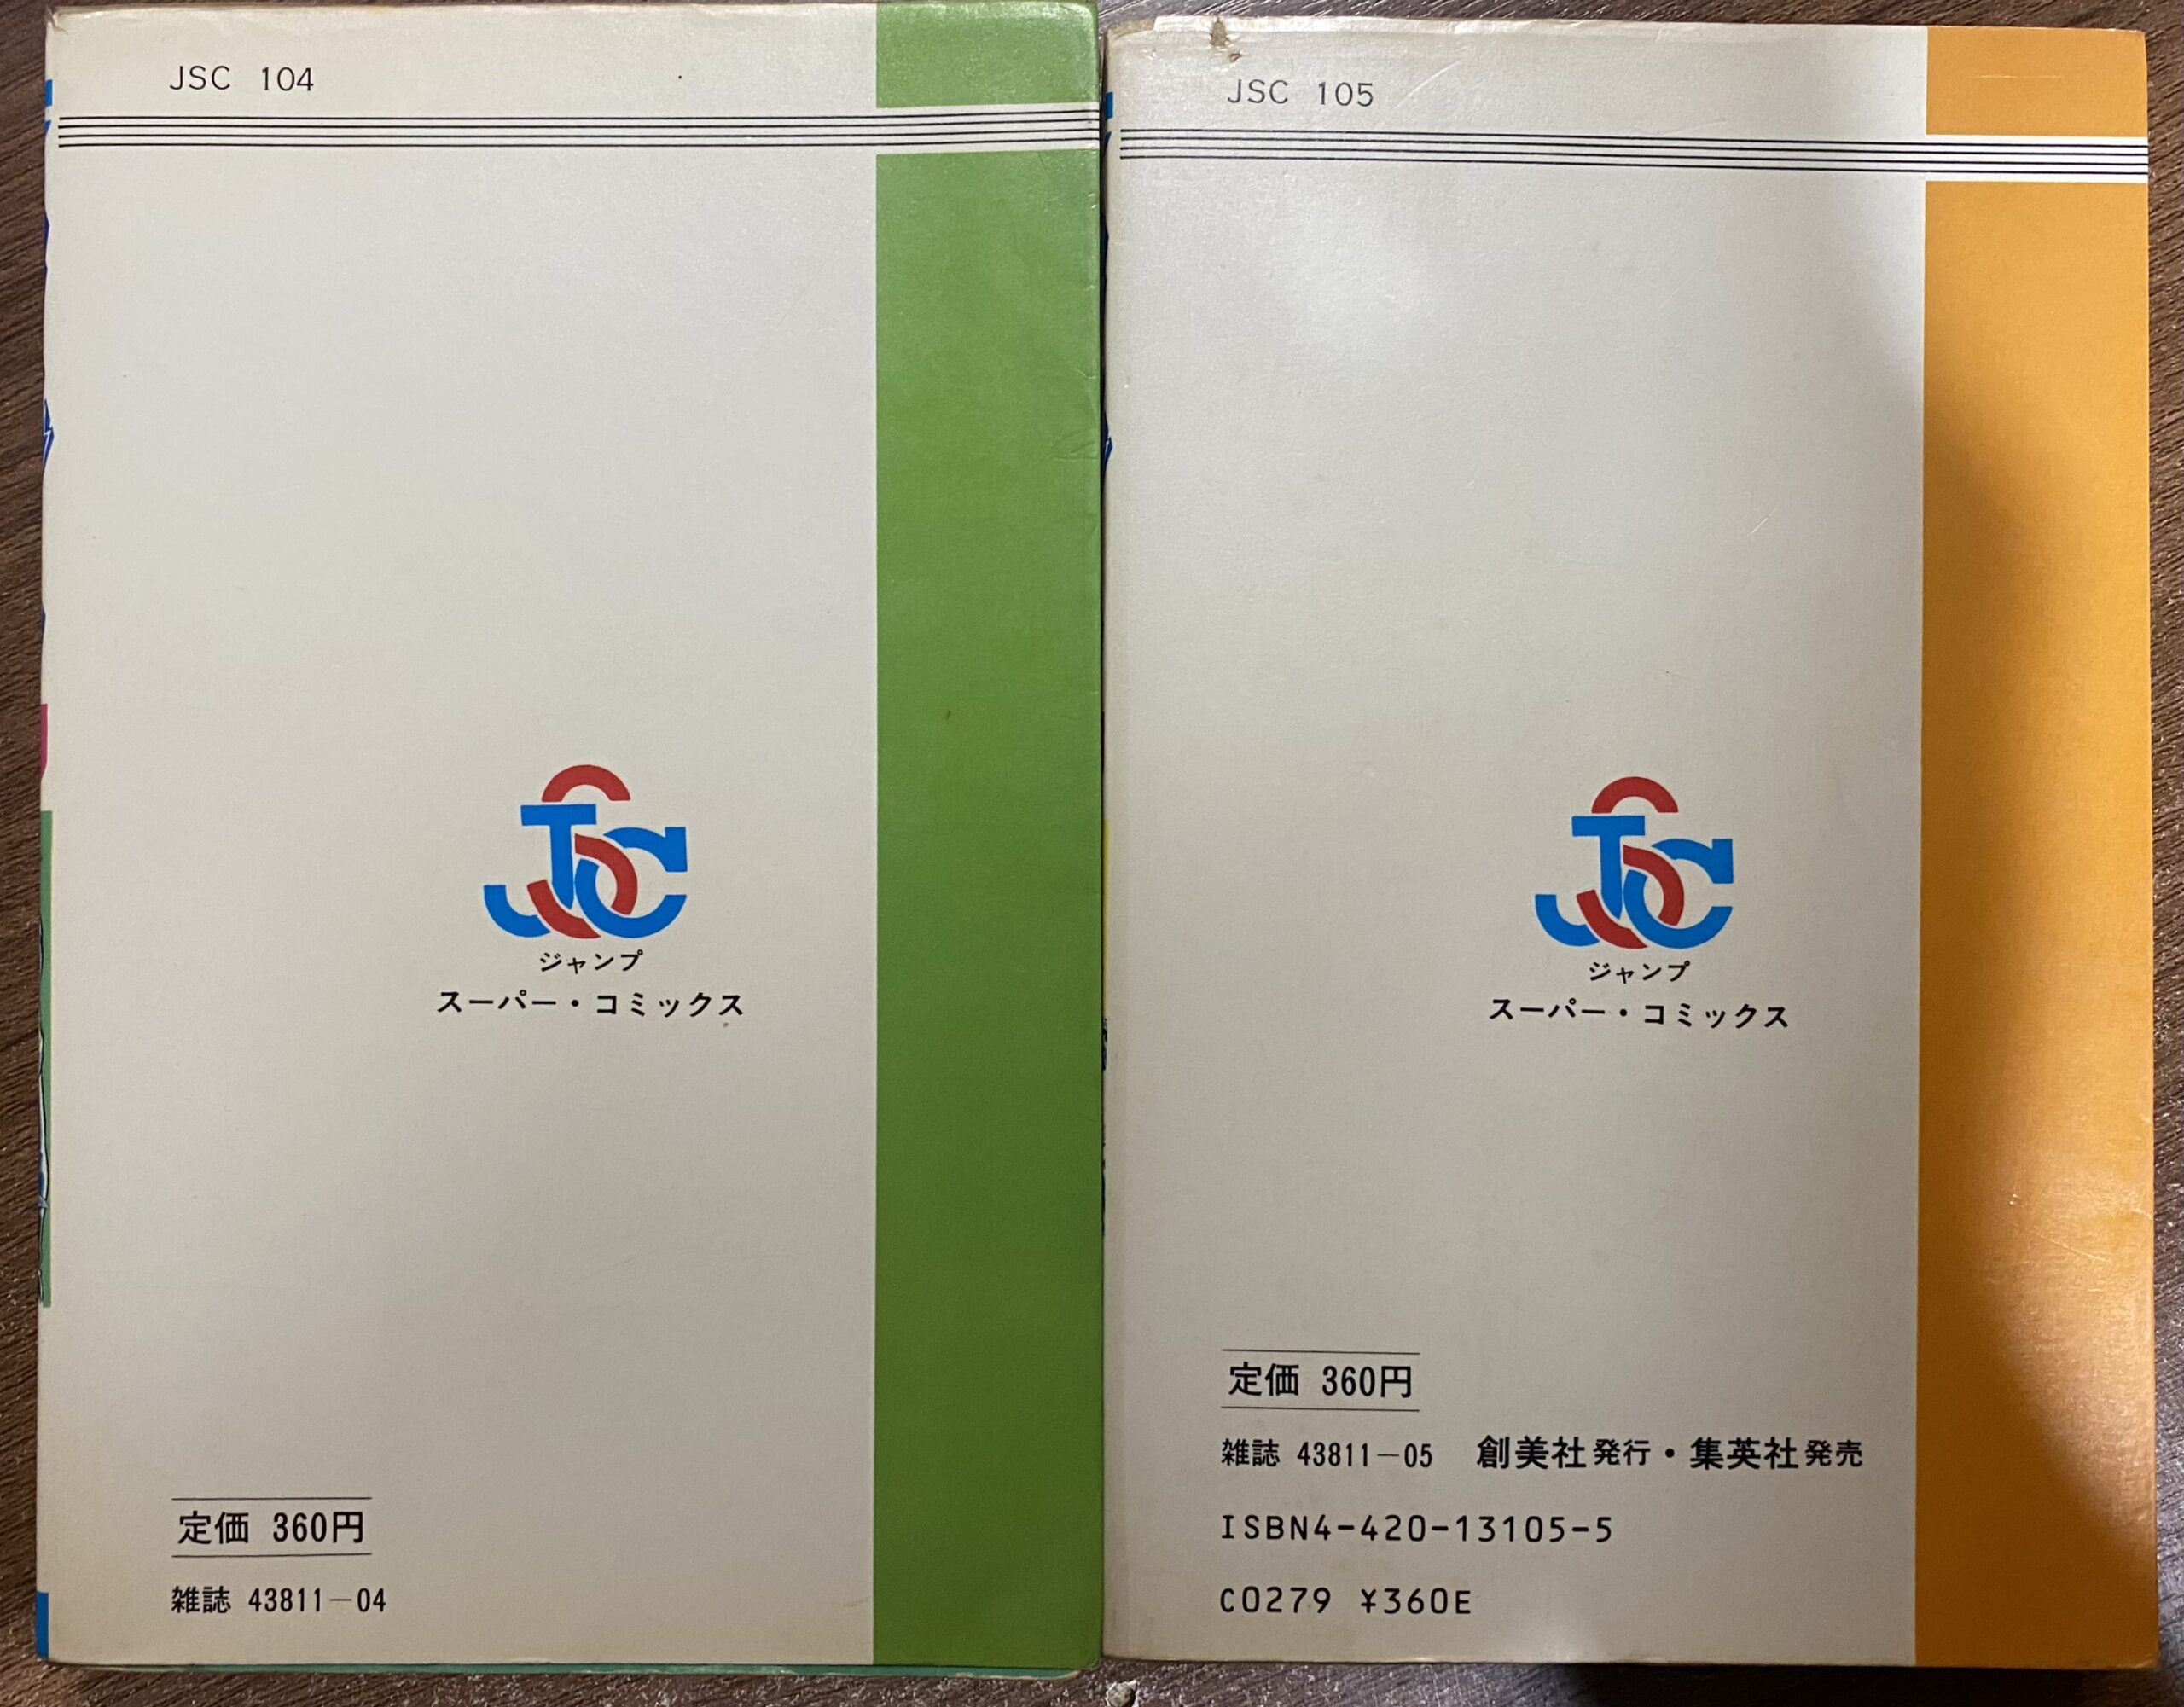 JSC 104
JSC
ジャンプ
スーパー・コミックス
定価 360円
雑誌 43811-04
JSC 105
JSC
ジャンプ
スーパー・コミックス
定価 360円
雑誌 43811-05 創美社発行・集英社発売
ISBN4-420-13105-5
C0279 ¥360E